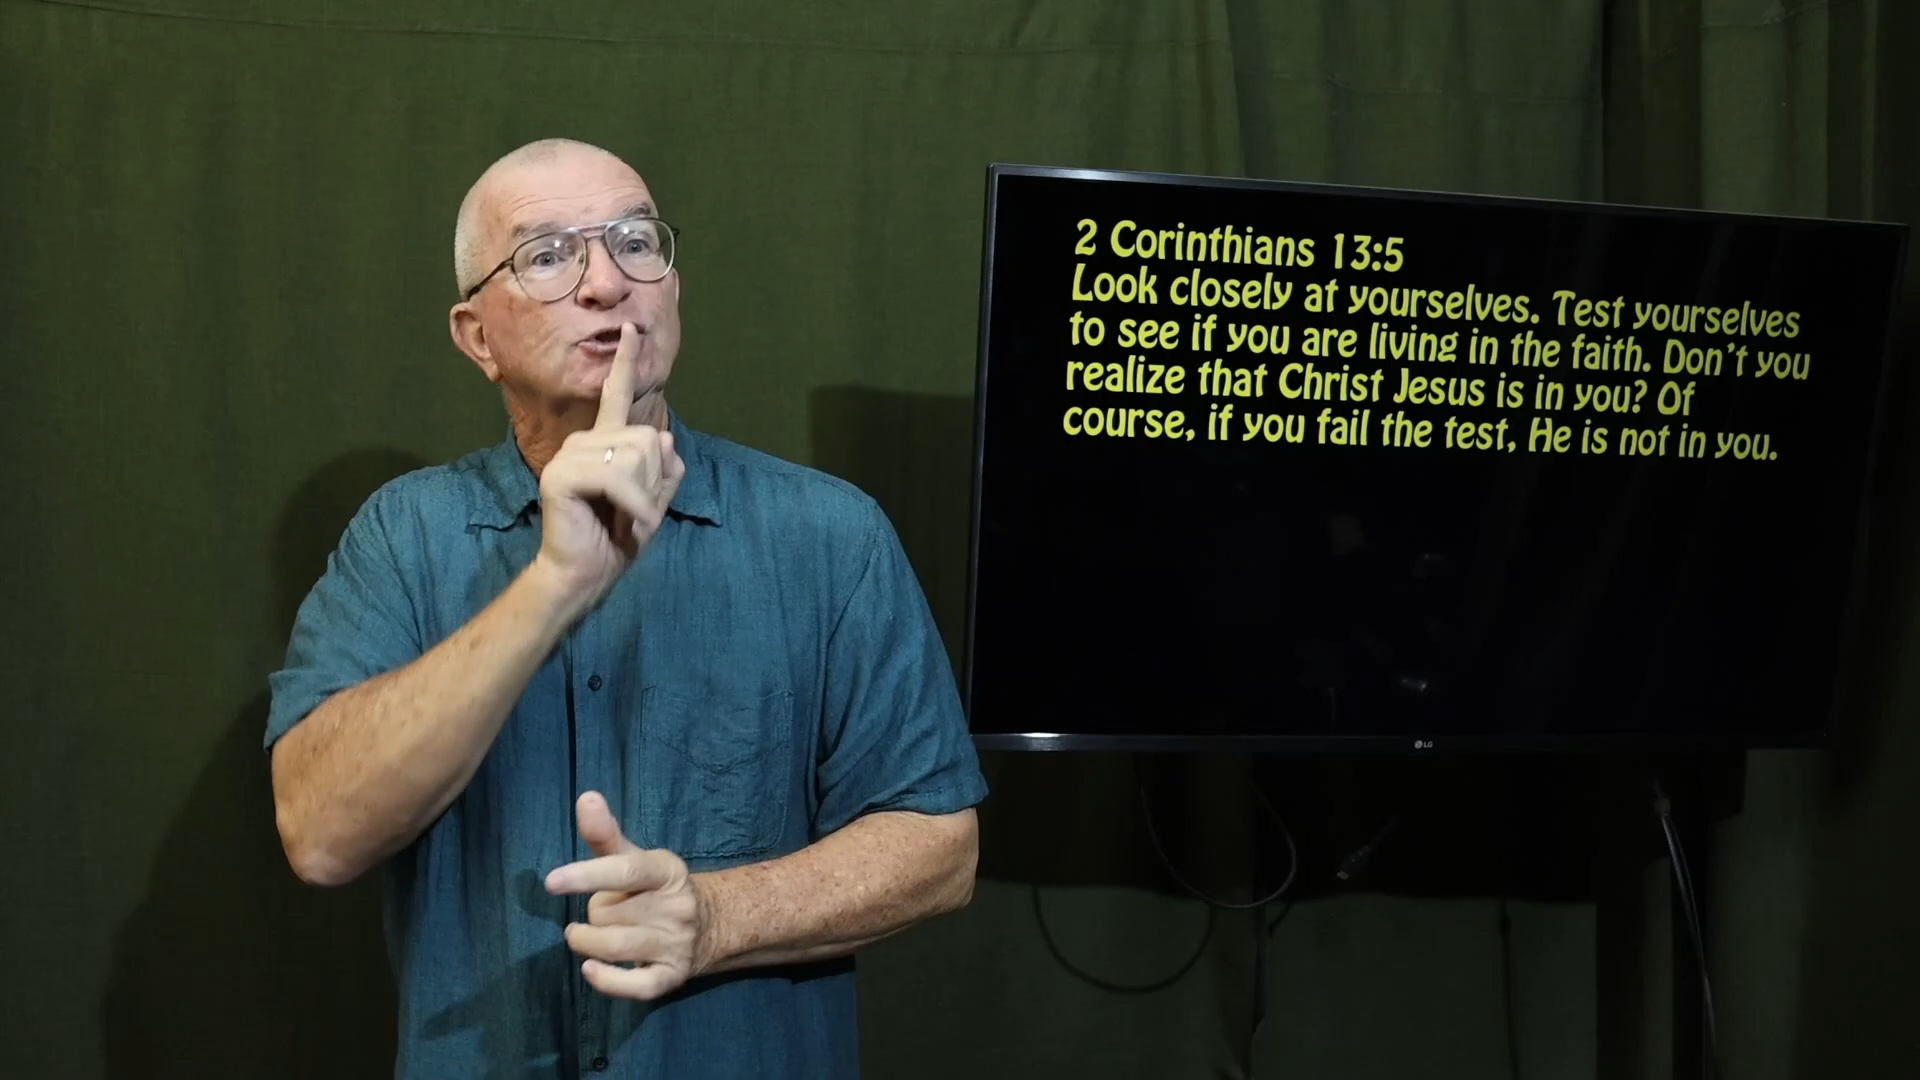 2 Corinthians 13:5
Look closely at yourselves. Test yourselves
to see if you are living in the faith. Don't you
realize that Christ Jesus is in you? Of
course, if you fail the test, He is not in you.
LG